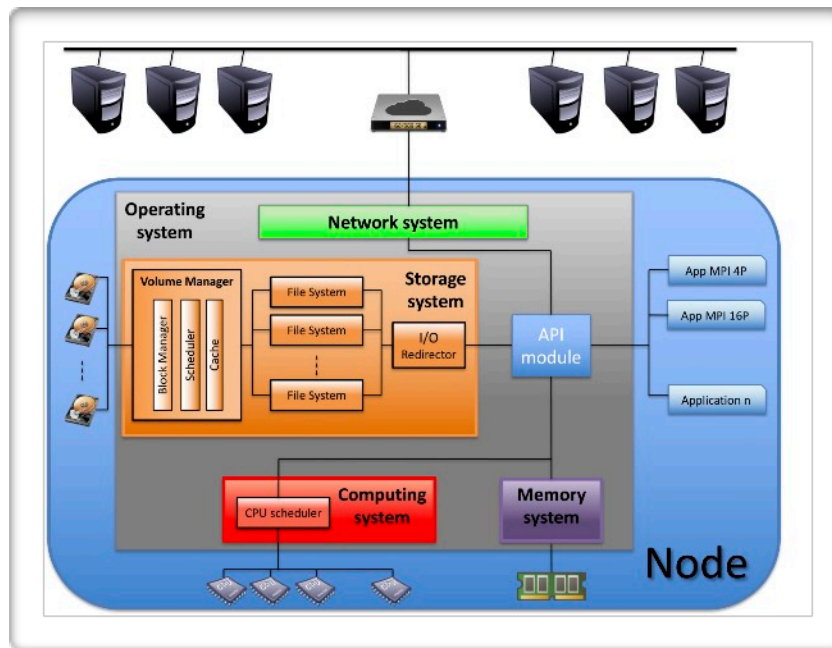 Operating
system
Network system
Volume Manager
Block Manager
Scheduler
Cache
File System
File System
File System
Storage
system
I/O
Redirector
API
module
App MPI 4P
App MPI 16P
Application n
Computing
system
CPU scheduler
Memory
system
Node